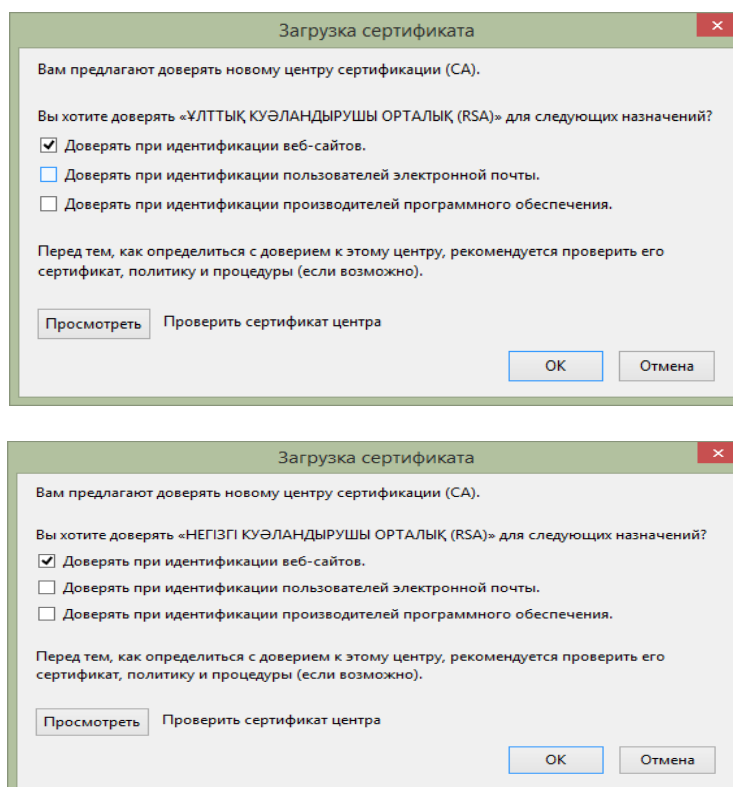 Загрузка сертификата
Вам предлагают доверять новому центру сертификации (CA).
Вы хотите доверять «ҰЛТТЫҚ КУӘЛАНДЫРУШЫ ОРТАЛЫҚ (RSA)» для следующих назначений?
Доверять при идентификации веб-сайтов.
Доверять при идентификации пользователей электронной почты.
Доверять при идентификации производителей программного обеспечения.
Перед тем, как определиться с доверием к этому центру, рекомендуется проверить его
сертификат, политику и процедуры (если возможно).
Просмотреть Проверить сертификат центра
ОК Отмена
Загрузка сертификата
Вам предлагают доверять новому центру сертификации (CA).
Вы хотите доверять «НЕГІЗГІ КУӘЛАНДЫРУШЫ ОРТАЛЫҚ (RSA)» для следующих назначений?
Доверять при идентификации веб-сайтов.
Доверять при идентификации пользователей электронной почты.
Доверять при идентификации производителей программного обеспечения.
Перед тем, как определиться с доверием к этому центру, рекомендуется проверить его
сертификат, политику и процедуры (если возможно).
Просмотреть Проверить сертификат центра
ОК Отмена